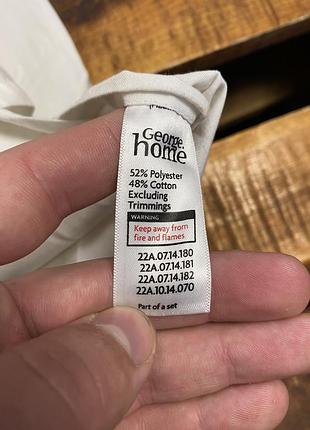 George
home
52% Polyester
48% Cotton
Excluding
Trimmings
WARNING
Keep away from
fire and flames
22A.07.14.180
22A.07.14.181
22A.07.14.182
22A.10.14.070
Part of a set